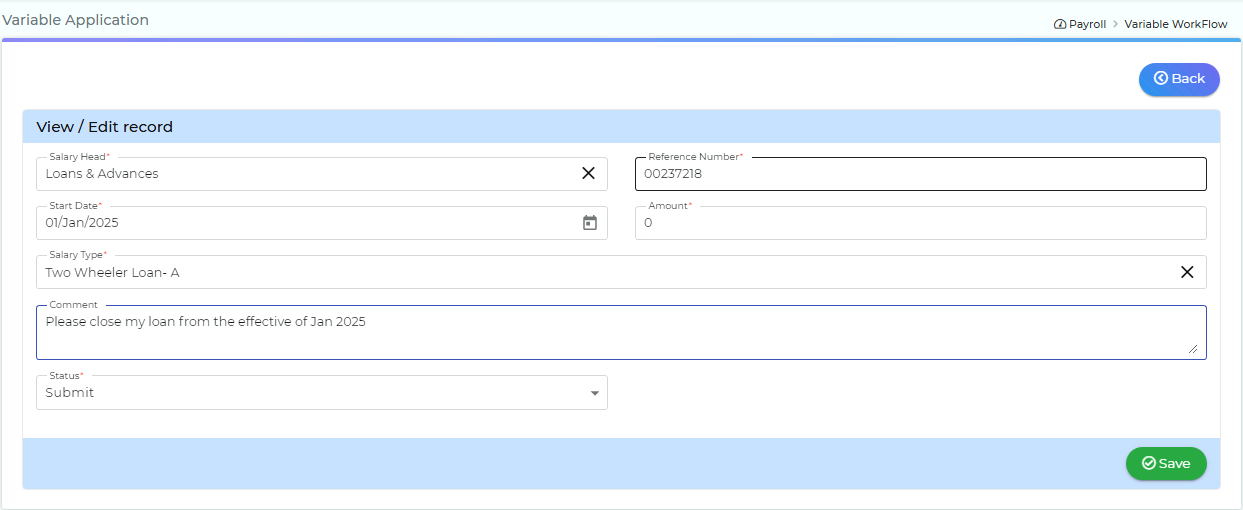 Variable Application
Payroll > Variable WorkFlow
Back
View / Edit record
Salary Head*
Loans & Advances
Reference Number*
00237218
Start Date*
01/Jan/2025
Amount*
0
Salary Type*
Two Wheeler Loan- A
Comment
Please close my loan from the effective of Jan 2025
Status*
Submit
Save